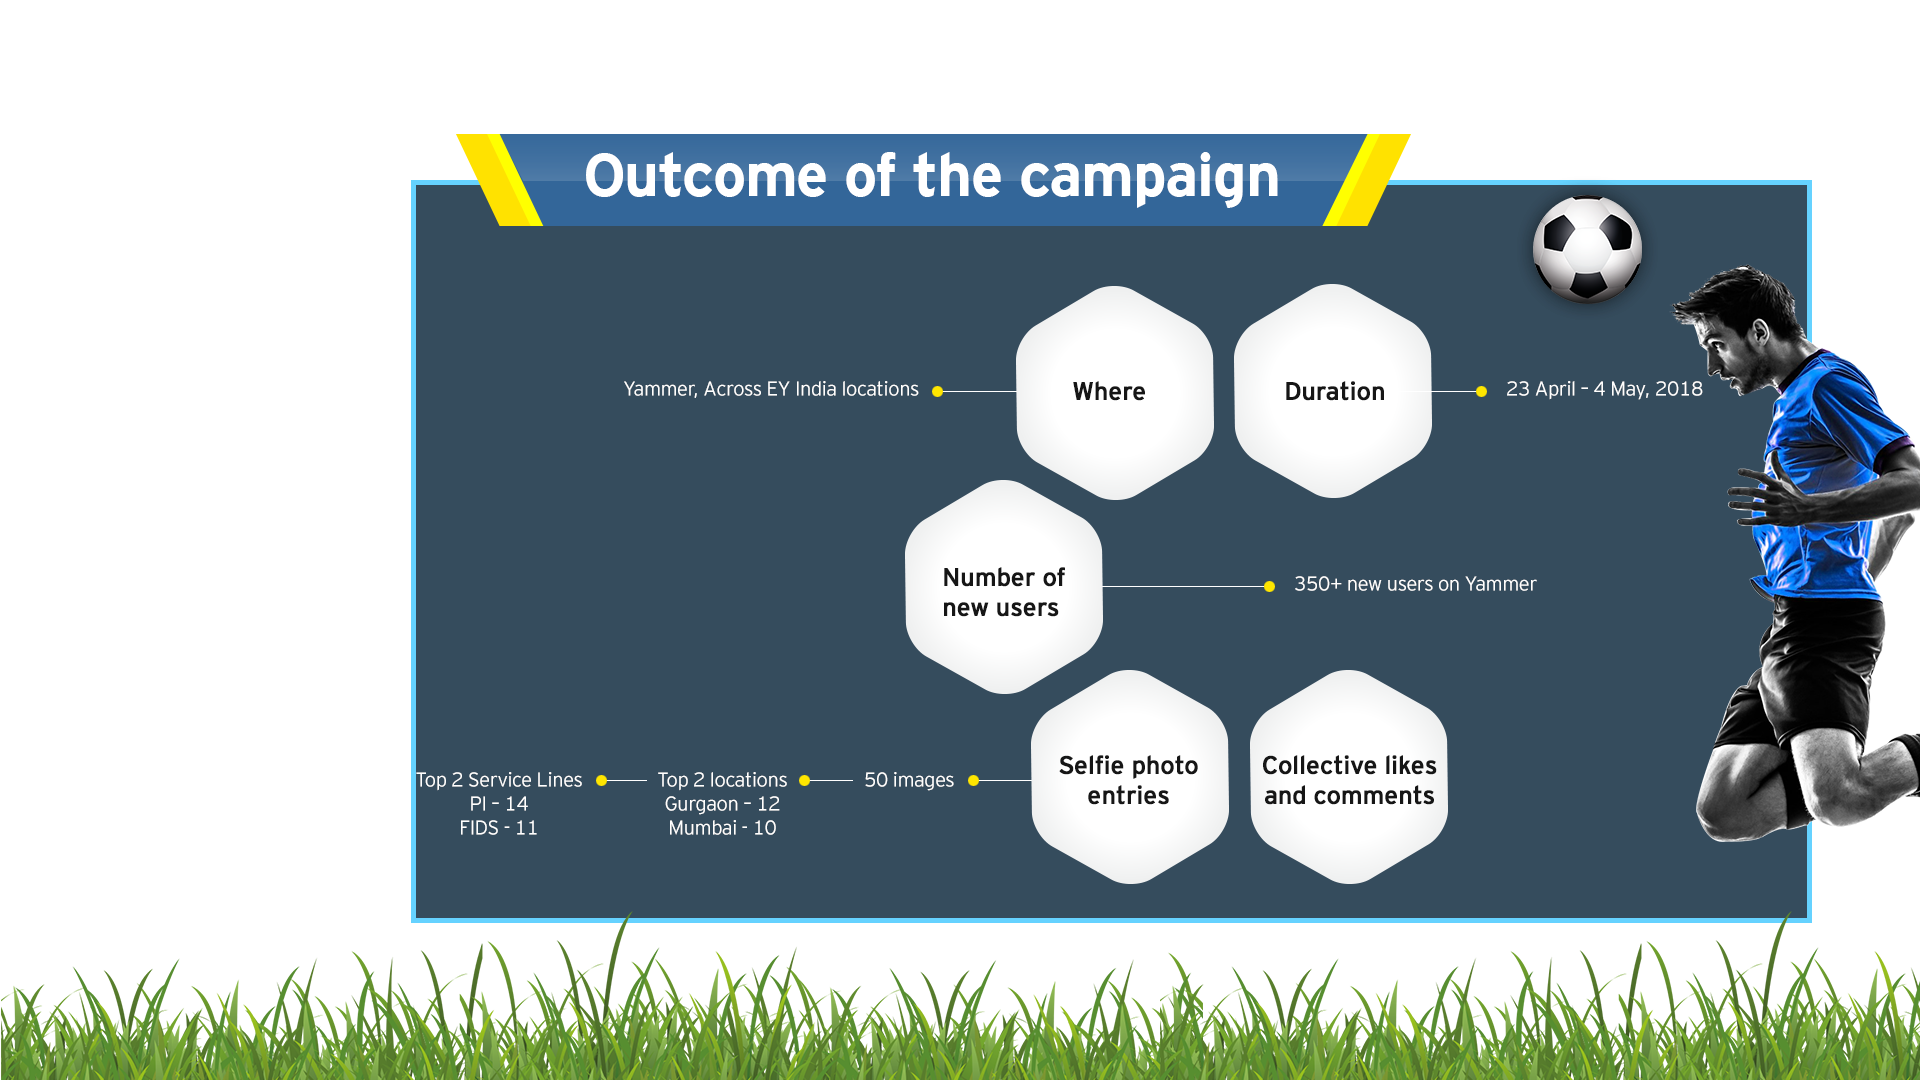 Outcome of the campaign
Yammer, Across EY India locations
Where
Duration
23 April – 4 May, 2018
Number of
new users
350+ new users on Yammer
Top 2 Service Lines
PI – 14
FIDS - 11
Top 2 locations
Gurgaon – 12
Mumbai - 10
50 images
Selfie photo
entries
Collective likes
and comments